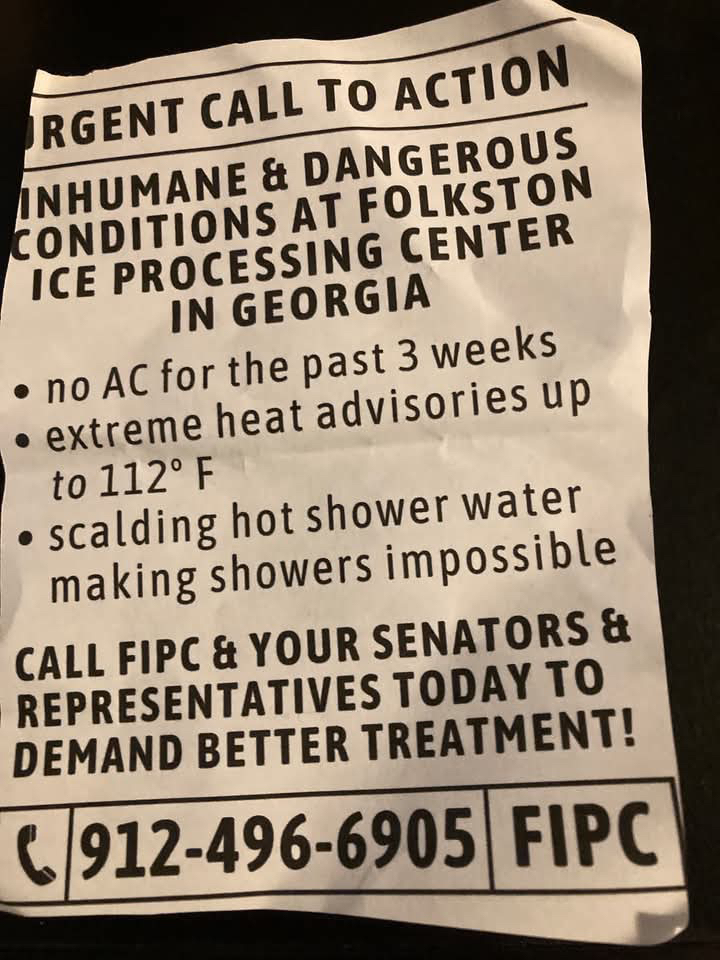 URGENT CALL TO ACTION
INHUMANE & DANGEROUS
CONDITIONS AT FOLKSTON
ICE PROCESSING CENTER
IN GEORGIA
• no AC for the past 3 weeks
• extreme heat advisories up
to 112° F
• scalding hot shower water
making showers impossible
CALL FIPC & YOUR SENATORS &
REPRESENTATIVES TODAY TO
DEMAND BETTER TREATMENT!
912-496-6905 FIPC